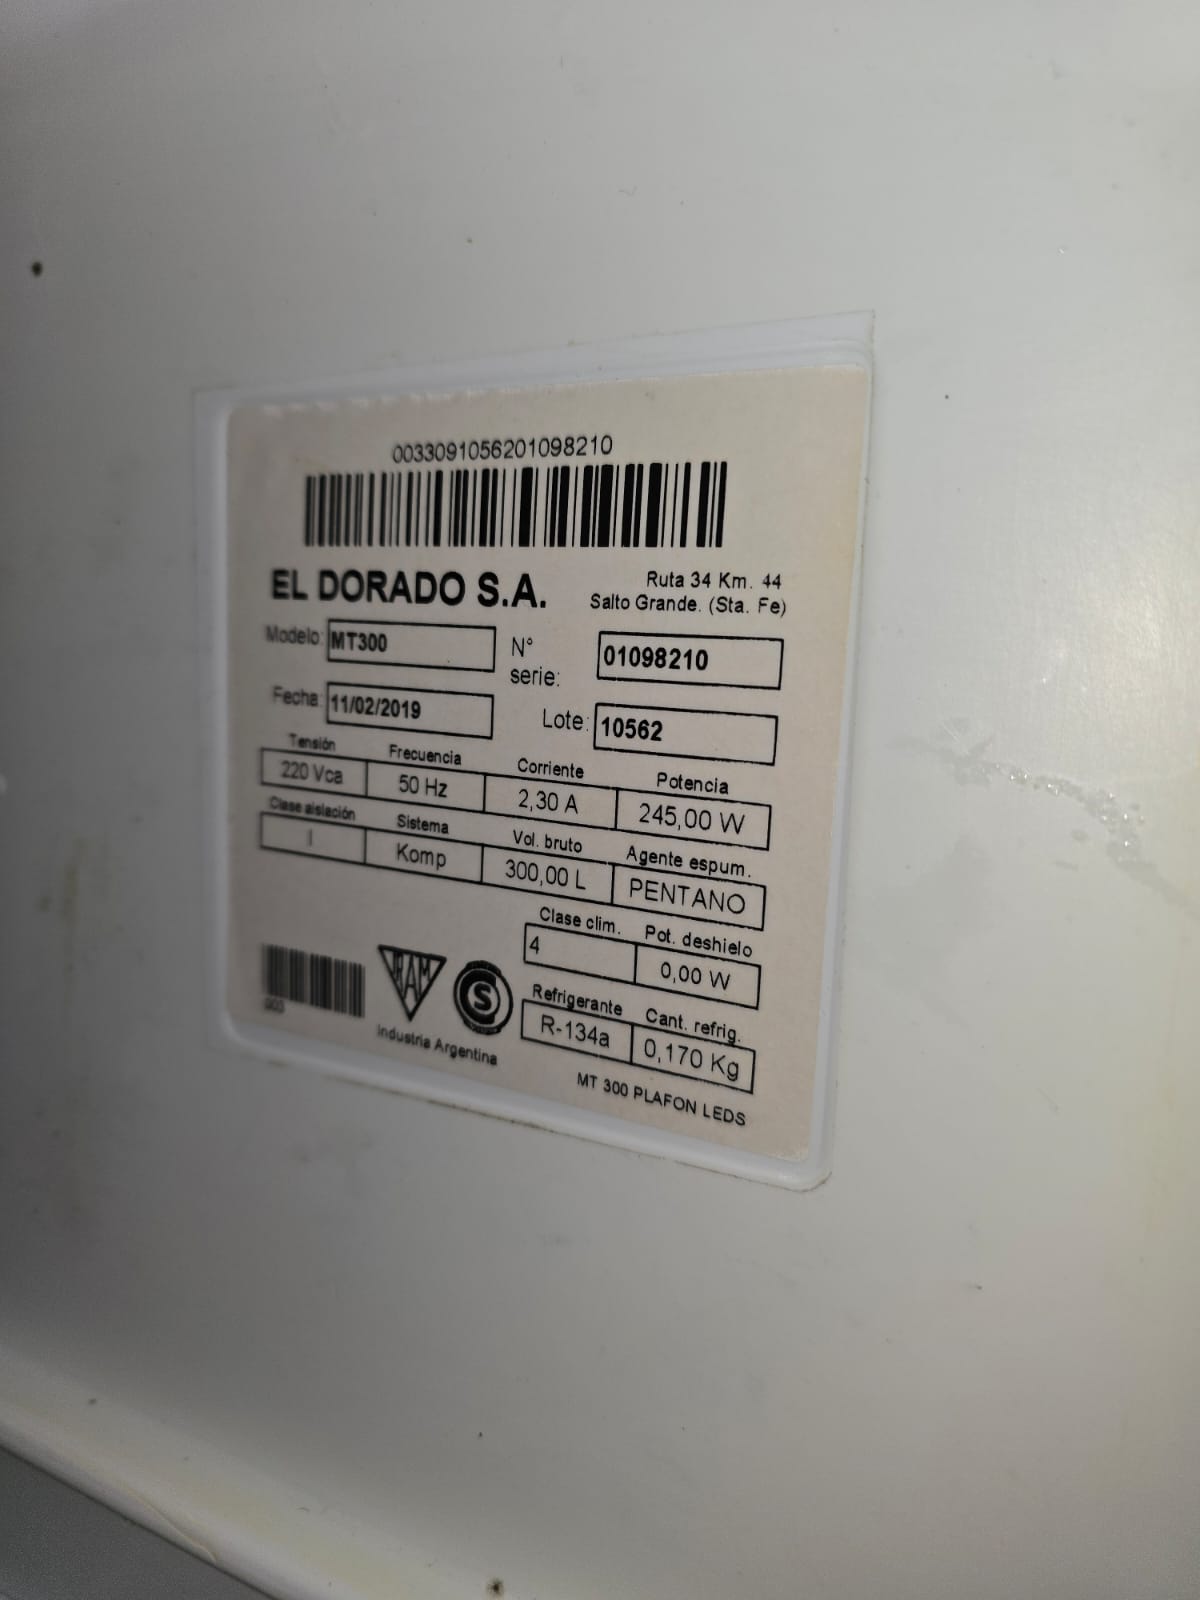 0033091056201098210
EL DORADO S.A.
Ruta 34 Km. 44
Salto Grande. (Sta. Fe)
Modelo: MT300
N° serie: 01098210
Fecha: 11/02/2019
Lote: 10562
Tensión Frecuencia Corriente Potencia
220 Vca 50 Hz 2,30 A 245,00 W
Clase aislación Sistema Vol. bruto Agente espum.
I Komp 300,00 L PENTANO
Clase clim. Pot. deshielo
4 0,00 W
Refrigerante Cant. refrig.
R-134a 0,170 Kg
IRAM
S
Industria Argentina
MT 300 PLAFON LEDS